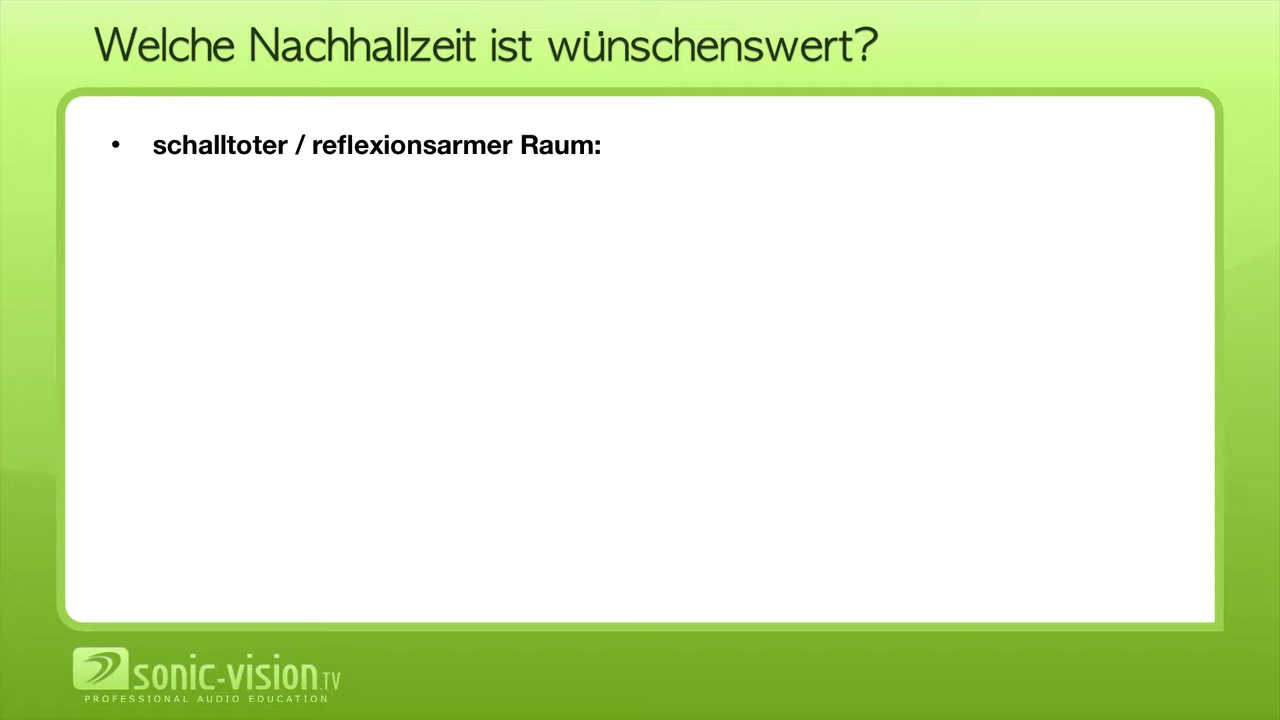 Welche Nachhallzeit ist wünschenswert?
• schalltoter / reflexionsarmer Raum:
sonic-vision.TV
PROFESSIONAL AUDIO EDUCATION